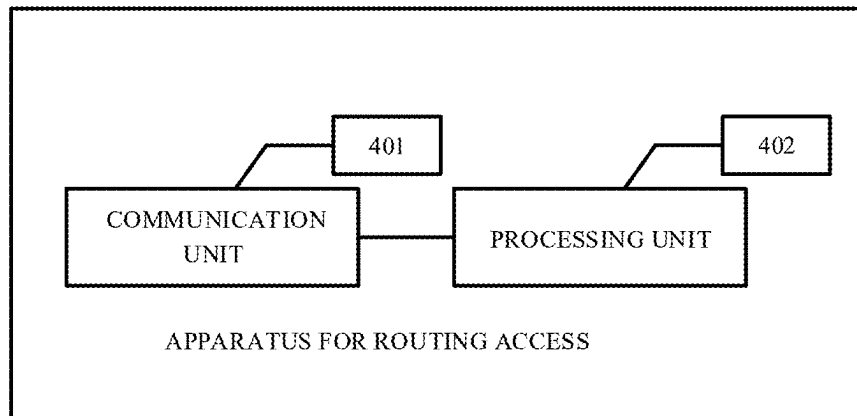 401
402
COMMUNICATION
UNIT
PROCESSING UNIT
APPARATUS FOR ROUTING ACCESS